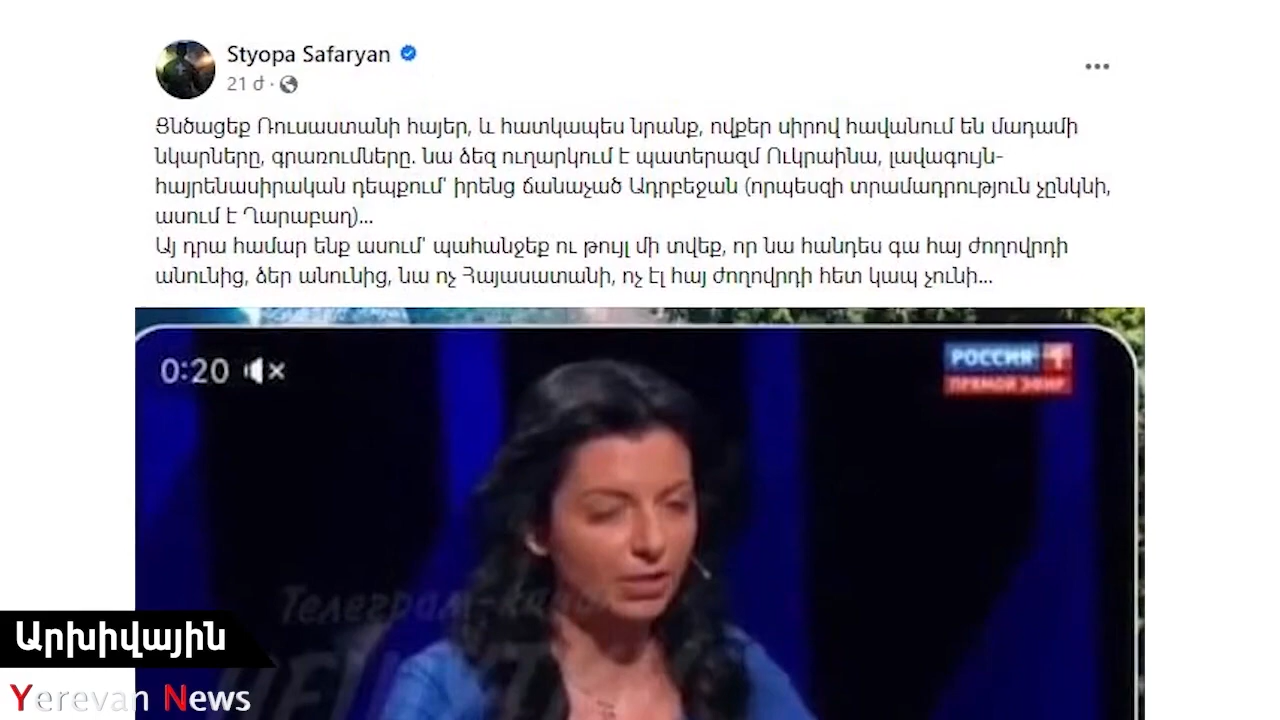 Styopa Safaryan
21 ժ ·
Ցնծացեք Ռուսաստանի հայեր, և հատկապես նրանք, ովքեր սիրով հավանում են մադամի
նկարները, գրառումները. նա ձեզ ուղարկում է պատերազմ Ուկրաինա, լավագույն-
հայրենասիրական դեպքում՝ իրենց ճանաչած Ադրբեջան (որպեսզի տրամադրություն չընկնի,
ասում է Ղարաբաղ)...
Այ դրա համար ենք ասում՝ պահանջեք ու թույլ մի տվեք, որ նա հանդես գա հայ ժողովրդի
անունից, ձեր անունից, նա ոչ Հայասատանի, ոչ էլ հայ ժողովրդի հետ կապ չունի...
0:20
РОССИЯ 1
ПРЯМОЙ ЭФИР
Արխիվային
Yerevan News